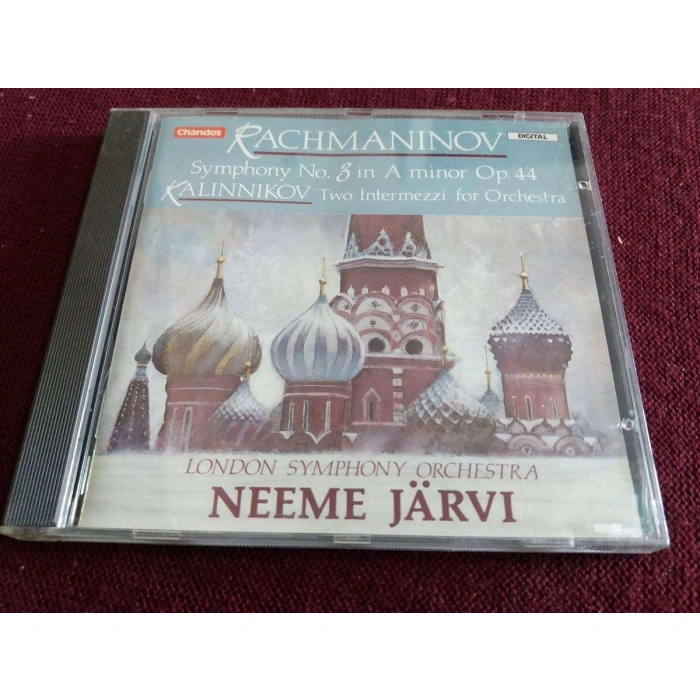 Chandos
RACHMANINOV
DIGITAL
Symphony No. 3 in A minor Op. 44
KALINNIKOV Two Intermezzi for Orchestra
LONDON SYMPHONY ORCHESTRA
NEEME JÄRVI